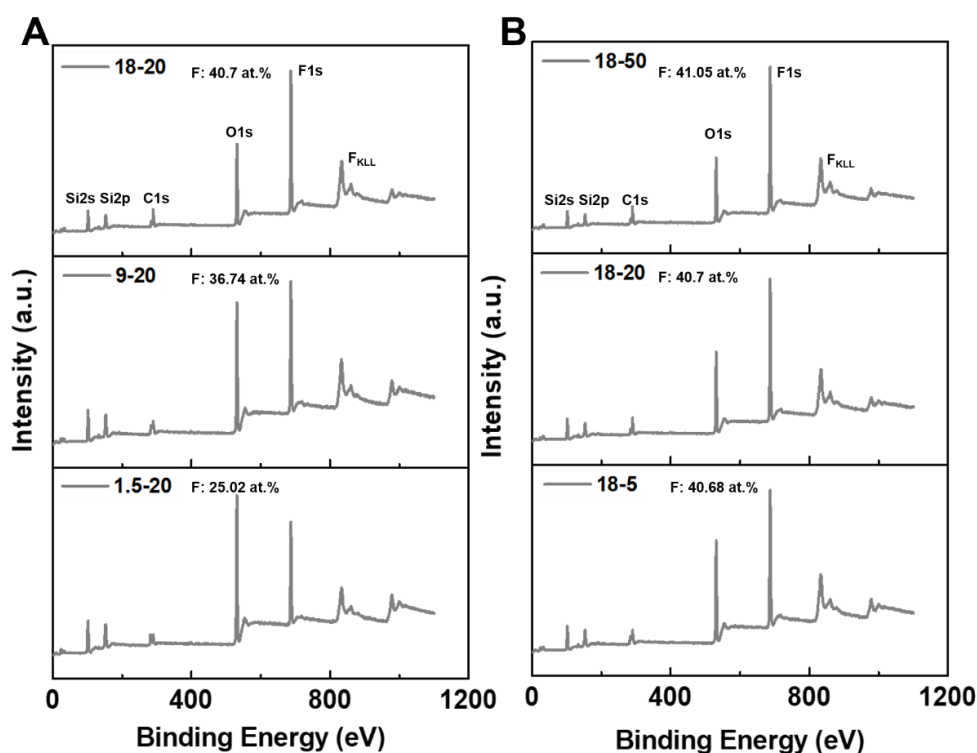 A
18-20
F: 40.7 at.%
F1s
O1s
F_KLL
Si2s Si2p C1s
9-20
F: 36.74 at.%
1.5-20
F: 25.02 at.%
Intensity (a.u.)
0 400 800 1200
Binding Energy (eV)
B
18-50
F: 41.05 at.%
F1s
O1s
F_KLL
Si2s Si2p C1s
18-20
F: 40.7 at.%
18-5
F: 40.68 at.%
Intensity (a.u.)
0 400 800 1200
Binding Energy (eV)